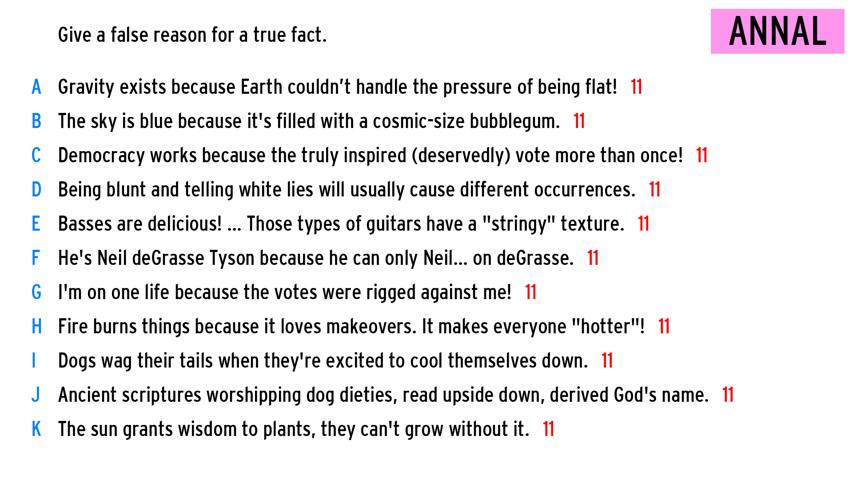 Give a false reason for a true fact.
ANNAL
A Gravity exists because Earth couldn't handle the pressure of being flat! 11
B The sky is blue because it's filled with a cosmic-size bubblegum. 11
C Democracy works because the truly inspired (deservedly) vote more than once! 11
D Being blunt and telling white lies will usually cause different occurrences. 11
E Basses are delicious! ... Those types of guitars have a "stringy" texture. 11
F He's Neil deGrasse Tyson because he can only Neil... on deGrasse. 11
G I'm on one life because the votes were rigged against me! 11
H Fire burns things because it loves makeovers. It makes everyone "hotter"! 11
I Dogs wag their tails when they're excited to cool themselves down. 11
J Ancient scriptures worshipping dog dieties, read upside down, derived God's name. 11
K The sun grants wisdom to plants, they can't grow without it. 11